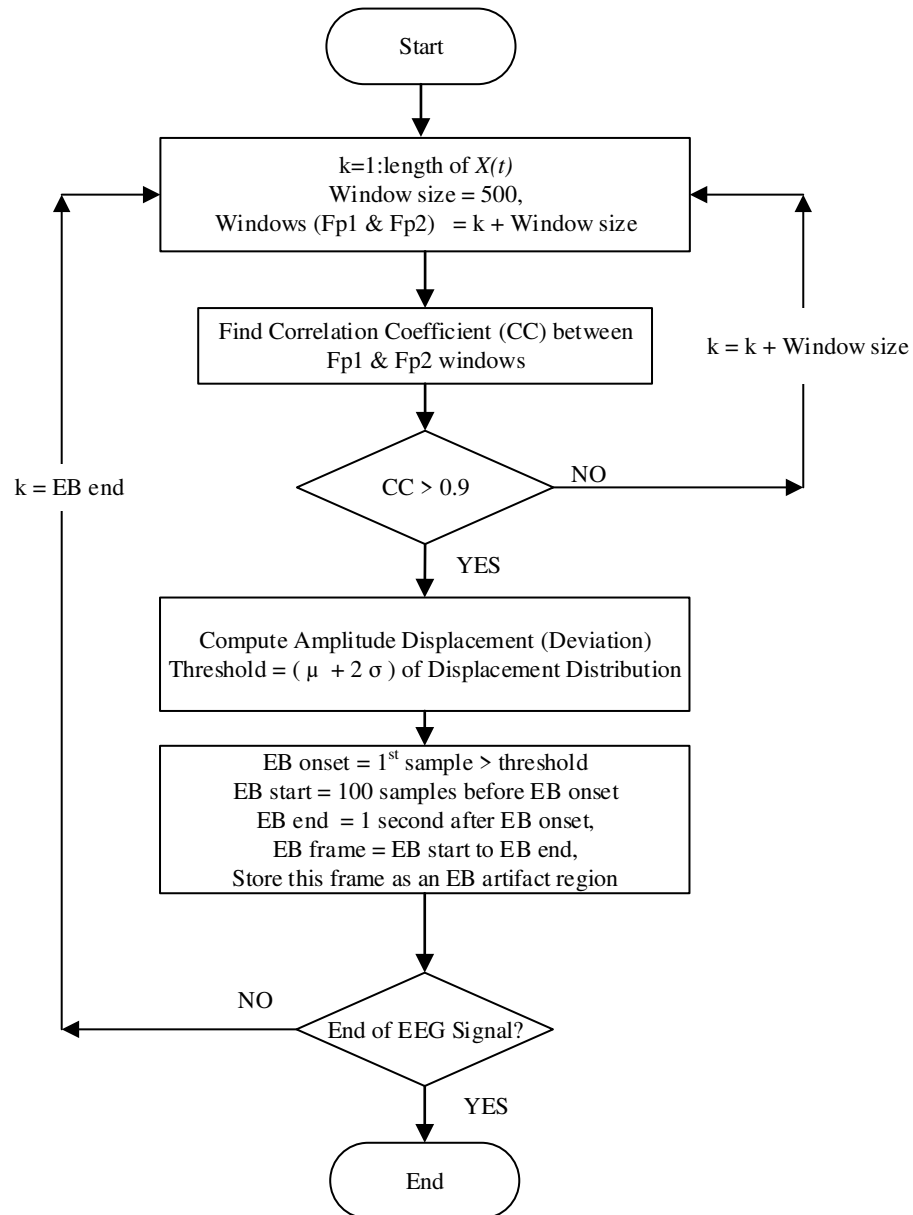 Start
k=1:length of X(t)
Window size = 500,
Windows (Fp1 & Fp2) = k + Window size
Find Correlation Coefficient (CC) between
Fp1 & Fp2 windows
k = k + Window size
CC > 0.9
NO
k = EB end
YES
Compute Amplitude Displacement (Deviation)
Threshold = ( μ + 2 σ ) of Displacement Distribution
EB onset = 1st sample > threshold
EB start = 100 samples before EB onset
EB end = 1 second after EB onset,
EB frame = EB start to EB end,
Store this frame as an EB artifact region
NO
End of EEG Signal?
YES
End